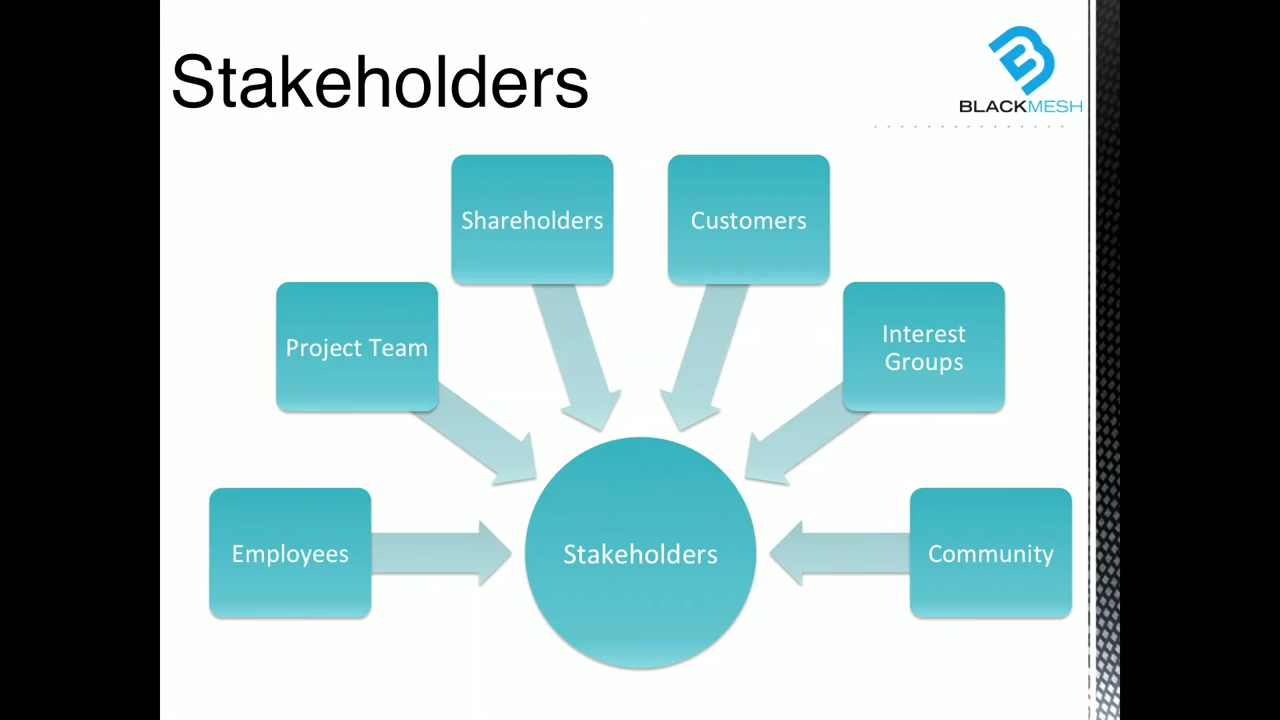 Stakeholders
BLACKMESH
Shareholders
Customers
Project Team
Interest
Groups
Employees
Stakeholders
Community